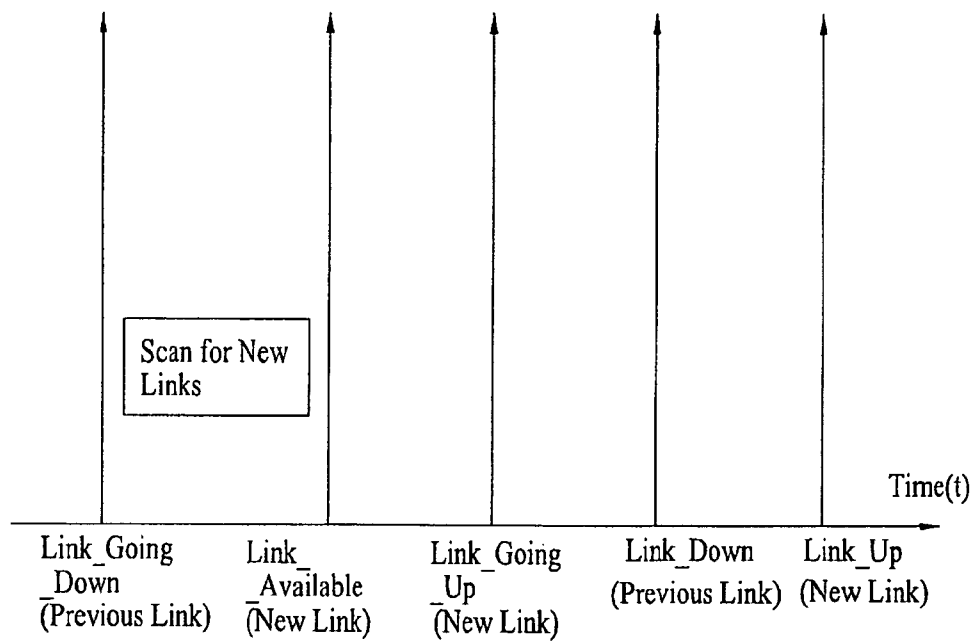 Scan for New
Links
Time(t)
Link_Going
_Down
(Previous Link)
Link_
_Available
(New Link)
Link_Going
_Up
(New Link)
Link_Down
(Previous Link)
Link_Up
(New Link)